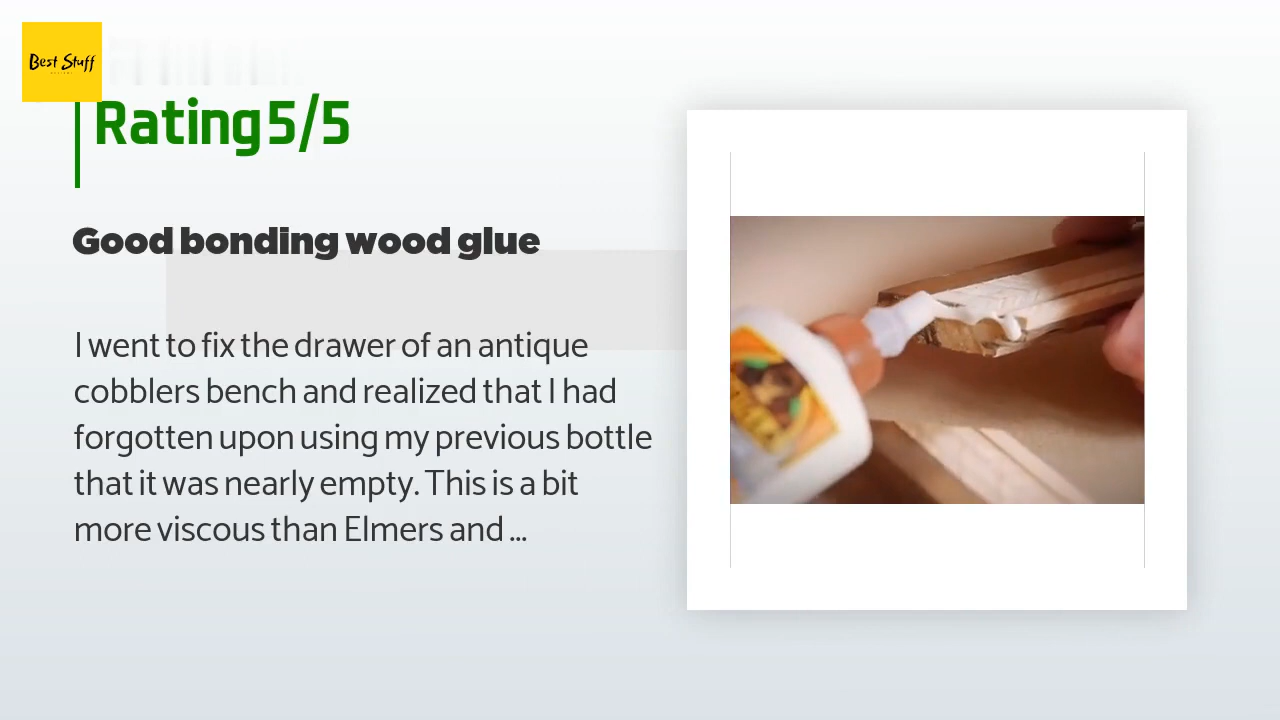 Best Stuff
Rating 5/5
Good bonding wood glue
I went to fix the drawer of an antique
cobblers bench and realized that I had
forgotten upon using my previous bottle
that it was nearly empty. This is a bit
more viscous than Elmers and ...